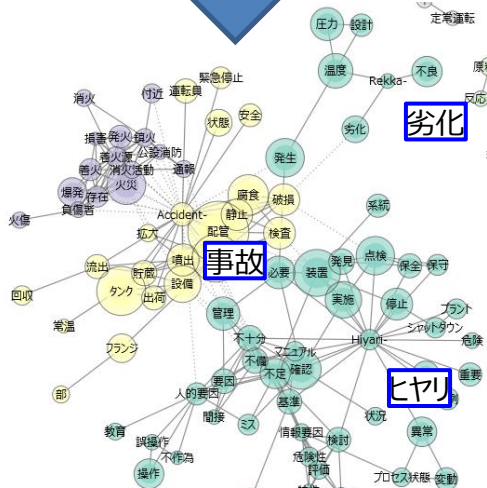 定常運転
圧力
設計
温度
Rekka-
不良
反応
劣化
劣化
緊急停止
消火
付近
運転員
状態
安全
損害
発火
鎮火
着火源
公設消防
着火
消火活動
通報
火災
爆発
存在
負傷者
火傷
発生
腐食
破損
Accident-
静止
配管
検査
拡大
系統
事故
噴出
流出
貯蔵
設備
タンク
出荷
回収
必要
装置
発見
点検
保全
保守
実施
停止
プラント
シャットダウン
常温
管理
フランジ
不十分
Hiyari-
危険
マニュアル
不備
不足
確認
重要
要因
人的要因
ヒヤリ
部
基準
間接
ミス
状況
教育
誤操作
情報要因
検討
異常
不作為
危険性
評価
操作
プロセス状態
変動